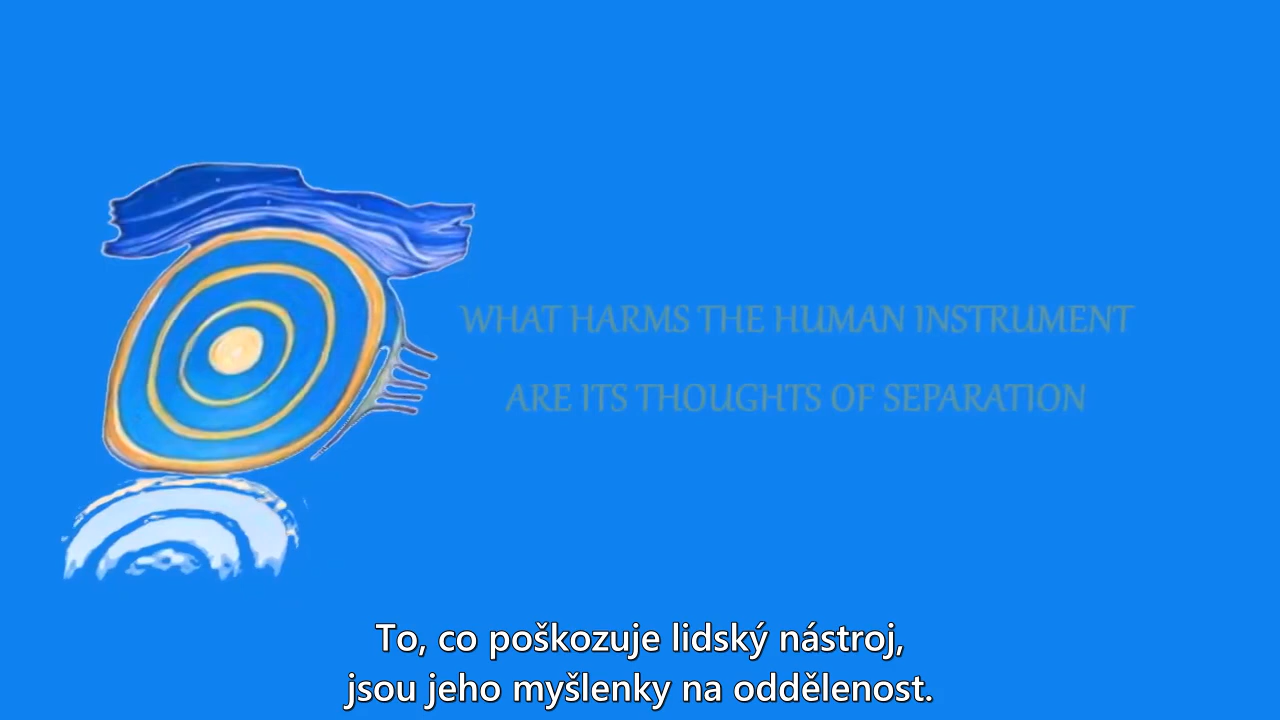 WHAT HARMS THE HUMAN INSTRUMENT
ARE ITS THOUGHTS OF SEPARATION
To, co poškozuje lidský nástroj,
jsou jeho myšlenky na oddělenost.